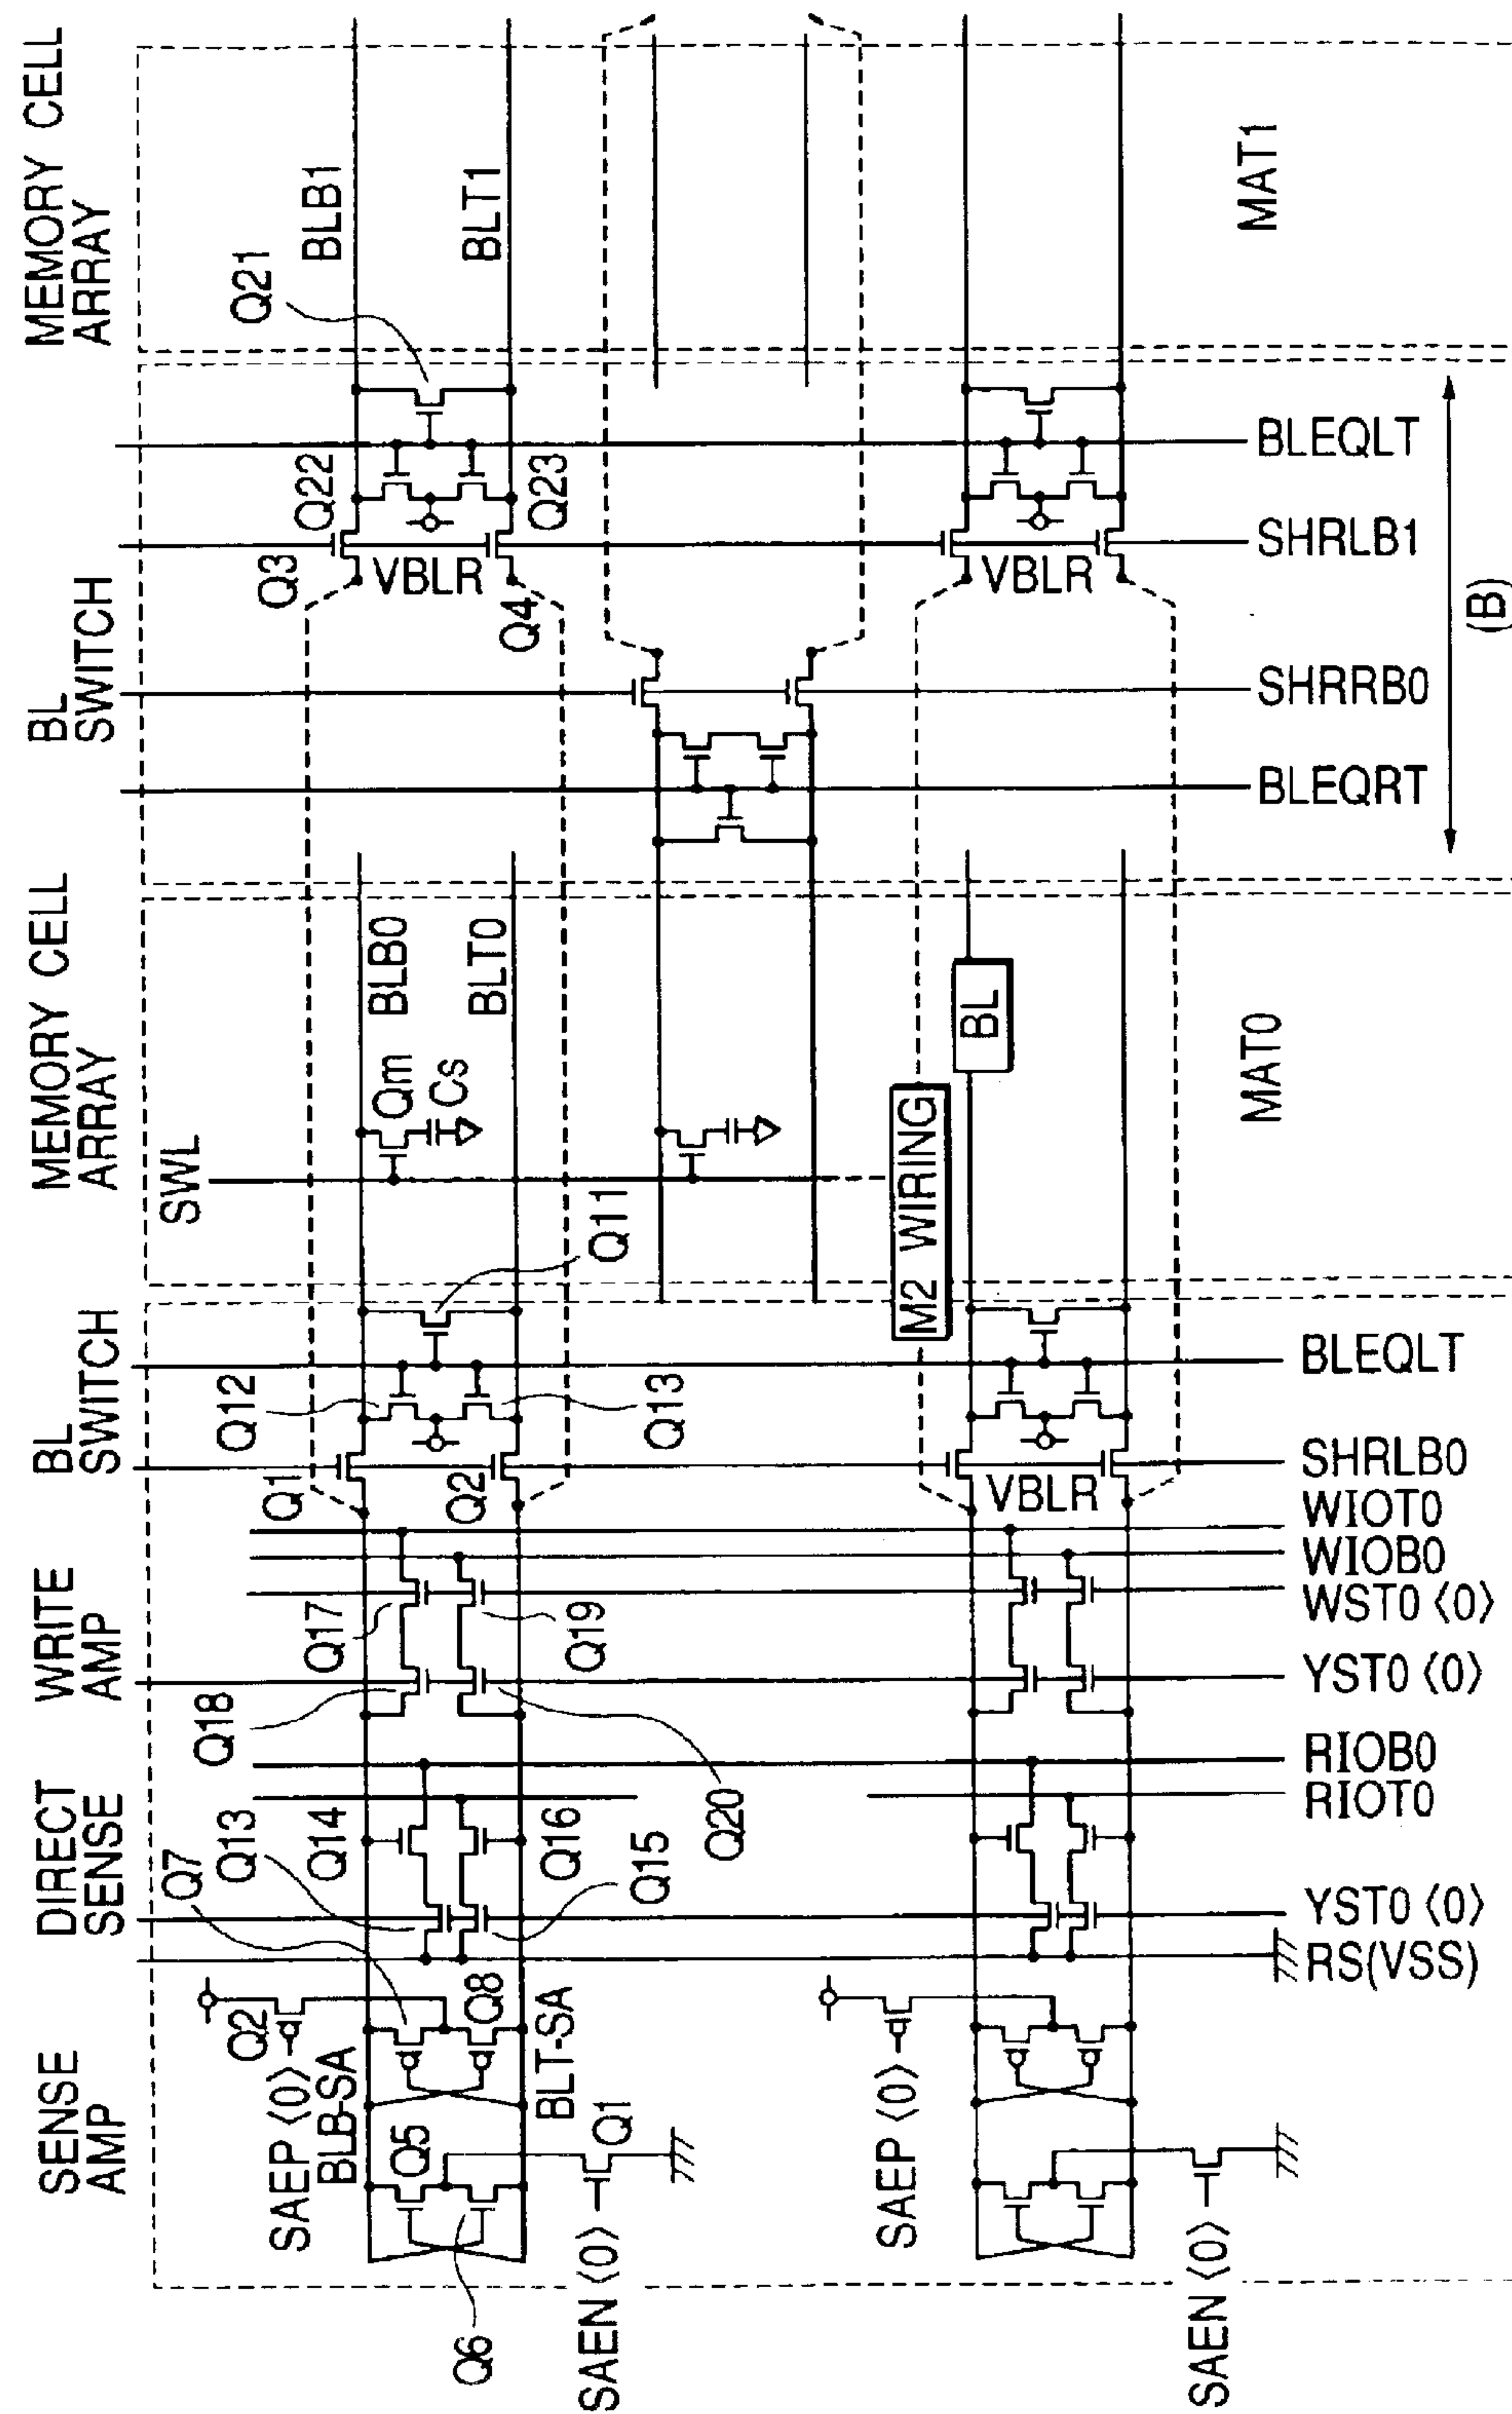 SENSE
AMP
DIRECT
SENSE
WRITE
AMP
BL
SWITCH
MEMORY CELL
ARRAY
BL
SWITCH
MEMORY CELL
ARRAY
Q6
SAEN ⟨0⟩
Q1
Q5
BLB-SA
SAEP ⟨0⟩
Q2
Q8
BLT-SA
Q7
Q13
Q14
Q16
Q15
Q18
Q17
Q19
Q20
Q1
Q2
Q12
Q13
Q11
SWL
Qm
Cs
BLB0
BLT0
Q3
VBLR
Q4
Q22
Q23
Q21
BLB1
BLT1
M2 WIRING
BL
SAEN ⟨0⟩
SAEP ⟨0⟩
VBLR
VBLR
RS(VSS)
YST0 ⟨0⟩
RIOT0
RIOB0
YST0 ⟨0⟩
WST0 ⟨0⟩
WIOB0
WIOT0
SHRLB0
BLEQLT
MAT0
BLEQRT
SHRRB0
SHRLB1
BLEQLT
MAT1
(B)